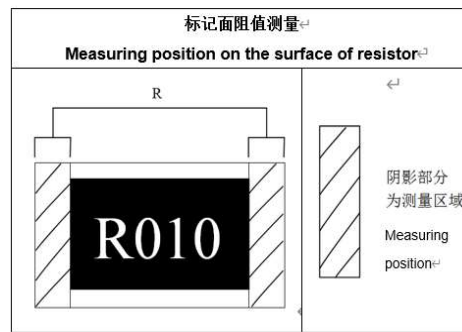 标记面阻值测量
Measuring position on the surface of resistor
R
R010
阴影部分
为测量区域
Measuring
position